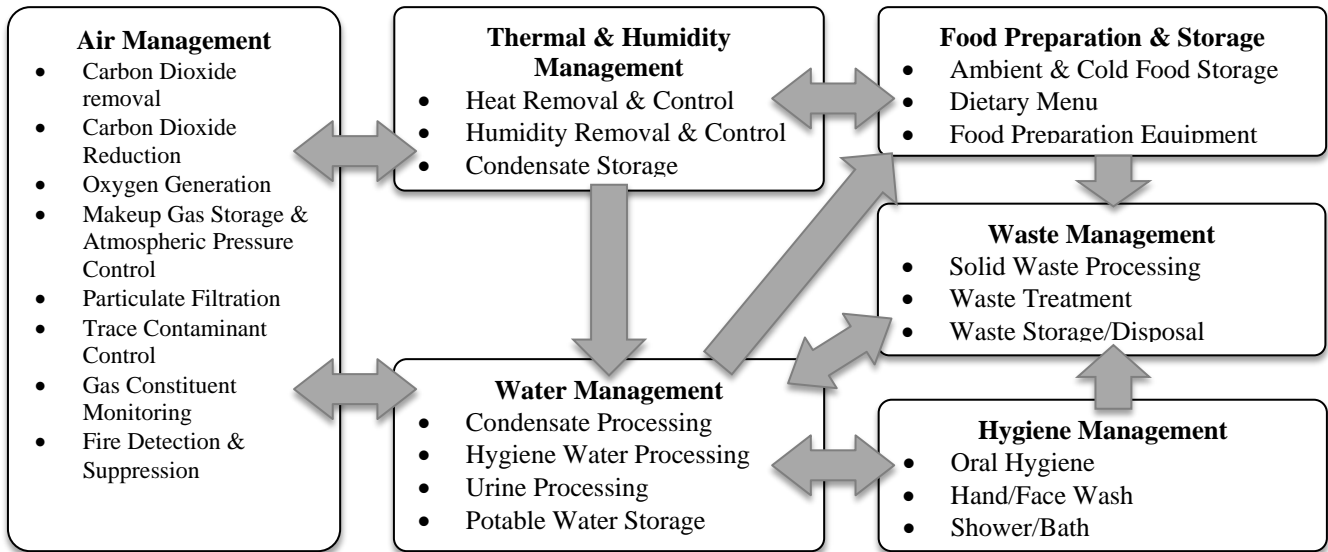 Air Management
• Carbon Dioxide
removal
• Carbon Dioxide
Reduction
• Oxygen Generation
• Makeup Gas Storage &
Atmospheric Pressure
Control
• Particulate Filtration
• Trace Contaminant
Control
• Gas Constituent
Monitoring
• Fire Detection &
Suppression
Thermal & Humidity
Management
• Heat Removal & Control
• Humidity Removal & Control
• Condensate Storage
Food Preparation & Storage
• Ambient & Cold Food Storage
• Dietary Menu
• Food Preparation Equipment
Waste Management
• Solid Waste Processing
• Waste Treatment
• Waste Storage/Disposal
Water Management
• Condensate Processing
• Hygiene Water Processing
• Urine Processing
• Potable Water Storage
Hygiene Management
• Oral Hygiene
• Hand/Face Wash
• Shower/Bath